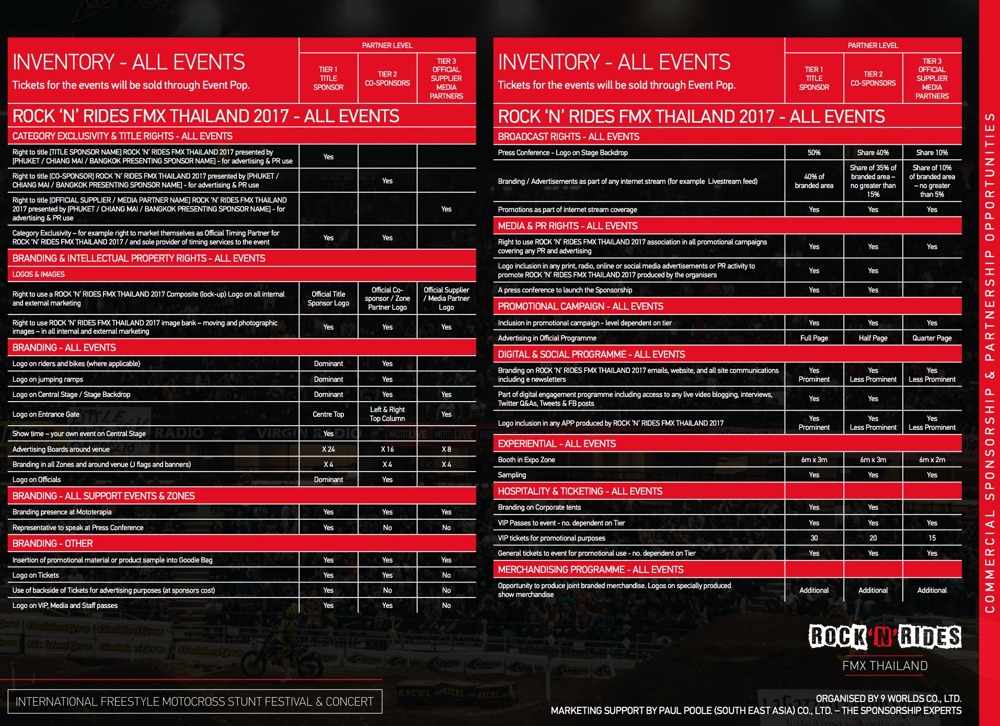 INVENTORY - ALL EVENTS
Tickets for the events will be sold through Event Pop.
PARTNER LEVEL
TIER 1
TITLE
SPONSOR
TIER 2
CO-SPONSORS
TIER 3
OFFICIAL
SUPPLIER
MEDIA
PARTNERS
ROCK ‘N’ RIDES FMX THAILAND 2017 - ALL EVENTS
CATEGORY EXCLUSIVITY & TITLE RIGHTS - ALL EVENTS
Right to title [TITLE SPONSOR NAME] ROCK ‘N’ RIDES FMX THAILAND 2017 presented by
[PHUKET / CHIANG MAI / BANGKOK PRESENTING SPONSOR NAME] - for advertising & PR use
Yes
Right to title [CO-SPONSOR] ROCK ‘N’ RIDES FMX THAILAND 2017 presented by [PHUKET /
CHIANG MAI / BANGKOK PRESENTING SPONSOR NAME] - for advertising & PR use
Yes
Right to title [OFFICIAL SUPPLIER / MEDIA PARTNER NAME] ROCK ‘N’ RIDES FMX THAILAND
2017 presented by [PHUKET / CHIANG MAI / BANGKOK PRESENTING SPONSOR NAME] - for
advertising & PR use
Yes
Category Exclusivity – for example right to market themselves as Official Timing Partner for
ROCK ‘N’ RIDES FMX THAILAND 2017 / and sole provider of timing services to the event
Yes Yes
BRANDING & INTELLECTUAL PROPERTY RIGHTS - ALL EVENTS
LOGOS & IMAGES
Right to use a ROCK ‘N’ RIDES FMX THAILAND 2017 Composite (lock-up) Logo on all internal
and external marketing
Official Title
Sponsor Logo
Official Co-
sponsor / Zone
Partner Logo
Official Supplier
/ Media Partner
Logo
Right to use ROCK ‘N’ RIDES FMX THAILAND 2017 image bank – moving and photographic
images – in all internal and external marketing
Yes Yes Yes
BRANDING - ALL EVENTS
Logo on riders and bikes (where applicable) Dominant Yes
Logo on jumping ramps Dominant Yes
Logo on Central Stage / Stage Backdrop Dominant Yes Yes
Logo on Entrance Gate Centre Top
Left & Right
Top Column
Yes
Show time – your own event on Central Stage Yes
Advertising Boards around venue X 24 X 16 X 8
Branding in all Zones and around venue (J flags and banners) X 4 X 4 X 4
Logo on Officials Dominant Yes
BRANDING - ALL SUPPORT EVENTS & ZONES
Branding presence at Mototerapia Yes Yes Yes
Representative to speak at Press Conference Yes No No
BRANDING - OTHER
Insertion of promotional material or product sample into Goodie Bag Yes Yes Yes
Logo on Tickets Yes Yes No
Use of backside of Tickets for advertising purposes (at sponsors cost) Yes No No
Logo on VIP, Media and Staff passes Yes Yes No
INVENTORY - ALL EVENTS
Tickets for the events will be sold through Event Pop.
PARTNER LEVEL
TIER 1
TITLE
SPONSOR
TIER 2
CO-SPONSORS
TIER 3
OFFICIAL
SUPPLIER
MEDIA
PARTNERS
ROCK ‘N’ RIDES FMX THAILAND 2017 - ALL EVENTS
BROADCAST RIGHTS - ALL EVENTS
Press Conference - Logo on Stage Backdrop 50% Share 40% Share 10%
Branding / Advertisements as part of any internet stream (for example Livestream feed)
40% of
branded area
Share of 35% of
branded area –
no greater than
15%
Share of 10%
of branded area
– no greater
than 5%
Promotions as part of internet stream coverage Yes Yes Yes
MEDIA & PR RIGHTS - ALL EVENTS
Right to use ROCK ‘N’ RIDES FMX THAILAND 2017 association in all promotional campaigns
covering any PR and advertising
Yes Yes Yes
Logo inclusion in any print, radio, online or social media advertisements or PR activity to
promote ROCK ‘N’ RIDES FMX THAILAND 2017 produced by the organisers
Yes Yes
A press conference to launch the Sponsorship Yes Yes
PROMOTIONAL CAMPAIGN - ALL EVENTS
Inclusion in promotional campaign - level dependent on tier Yes Yes Yes
Advertising in Official Programme Full Page Half Page Quarter Page
DIGITAL & SOCIAL PROGRAMME - ALL EVENTS
Branding on ROCK ‘N’ RIDES FMX THAILAND 2017 emails, website, and all site communications
including e newsletters
Yes
Prominent
Yes
Less Prominent
Yes
Less Prominent
Part of digital engagement programme including access to any live video blogging, interviews,
Twitter Q&As, Tweets & FB posts
Yes Yes
Logo inclusion in any APP produced by ROCK ‘N’ RIDES FMX THAILAND 2017
Yes
Prominent
Yes
Less Prominent
Yes
Less Prominent
EXPERIENTIAL - ALL EVENTS
Booth in Expo Zone 6m x 3m 6m x 3m 6m x 2m
Sampling Yes Yes Yes
HOSPITALITY & TICKETING - ALL EVENTS
Branding on Corporate tents Yes Yes
VIP Passes to event - no. dependent on Tier Yes Yes Yes
VIP tickets for promotional purposes 30 20 15
General tickets to event for promotional use - no. dependent on Tier Yes Yes Yes
MERCHANDISING PROGRAMME - ALL EVENTS
Opportunity to produce joint branded merchandise. Logos on specially produced
show merchandise
Additional Additional Additional
COMMERCIAL SPONSORSHIP & PARTNERSHIP OPPORTUNITIES
RADIO VIRGIN RADIO MOTO LIVE MOTO LIVE
GoldenTyre GoldenTyre
GoldenTyre GoldenTyre GoldenTyre
UFO UFO UFO UFO
EXCEL EXCEL EXCEL
ROCK ‘N’ RIDES
FMX THAILAND
INTERNATIONAL FREESTYLE MOTOCROSS STUNT FESTIVAL & CONCERT
ORGANISED BY 9 WORLDS CO., LTD.
MARKETING SUPPORT BY PAUL POOLE (SOUTH EAST ASIA) CO., LTD. – THE SPONSORSHIP EXPERTS